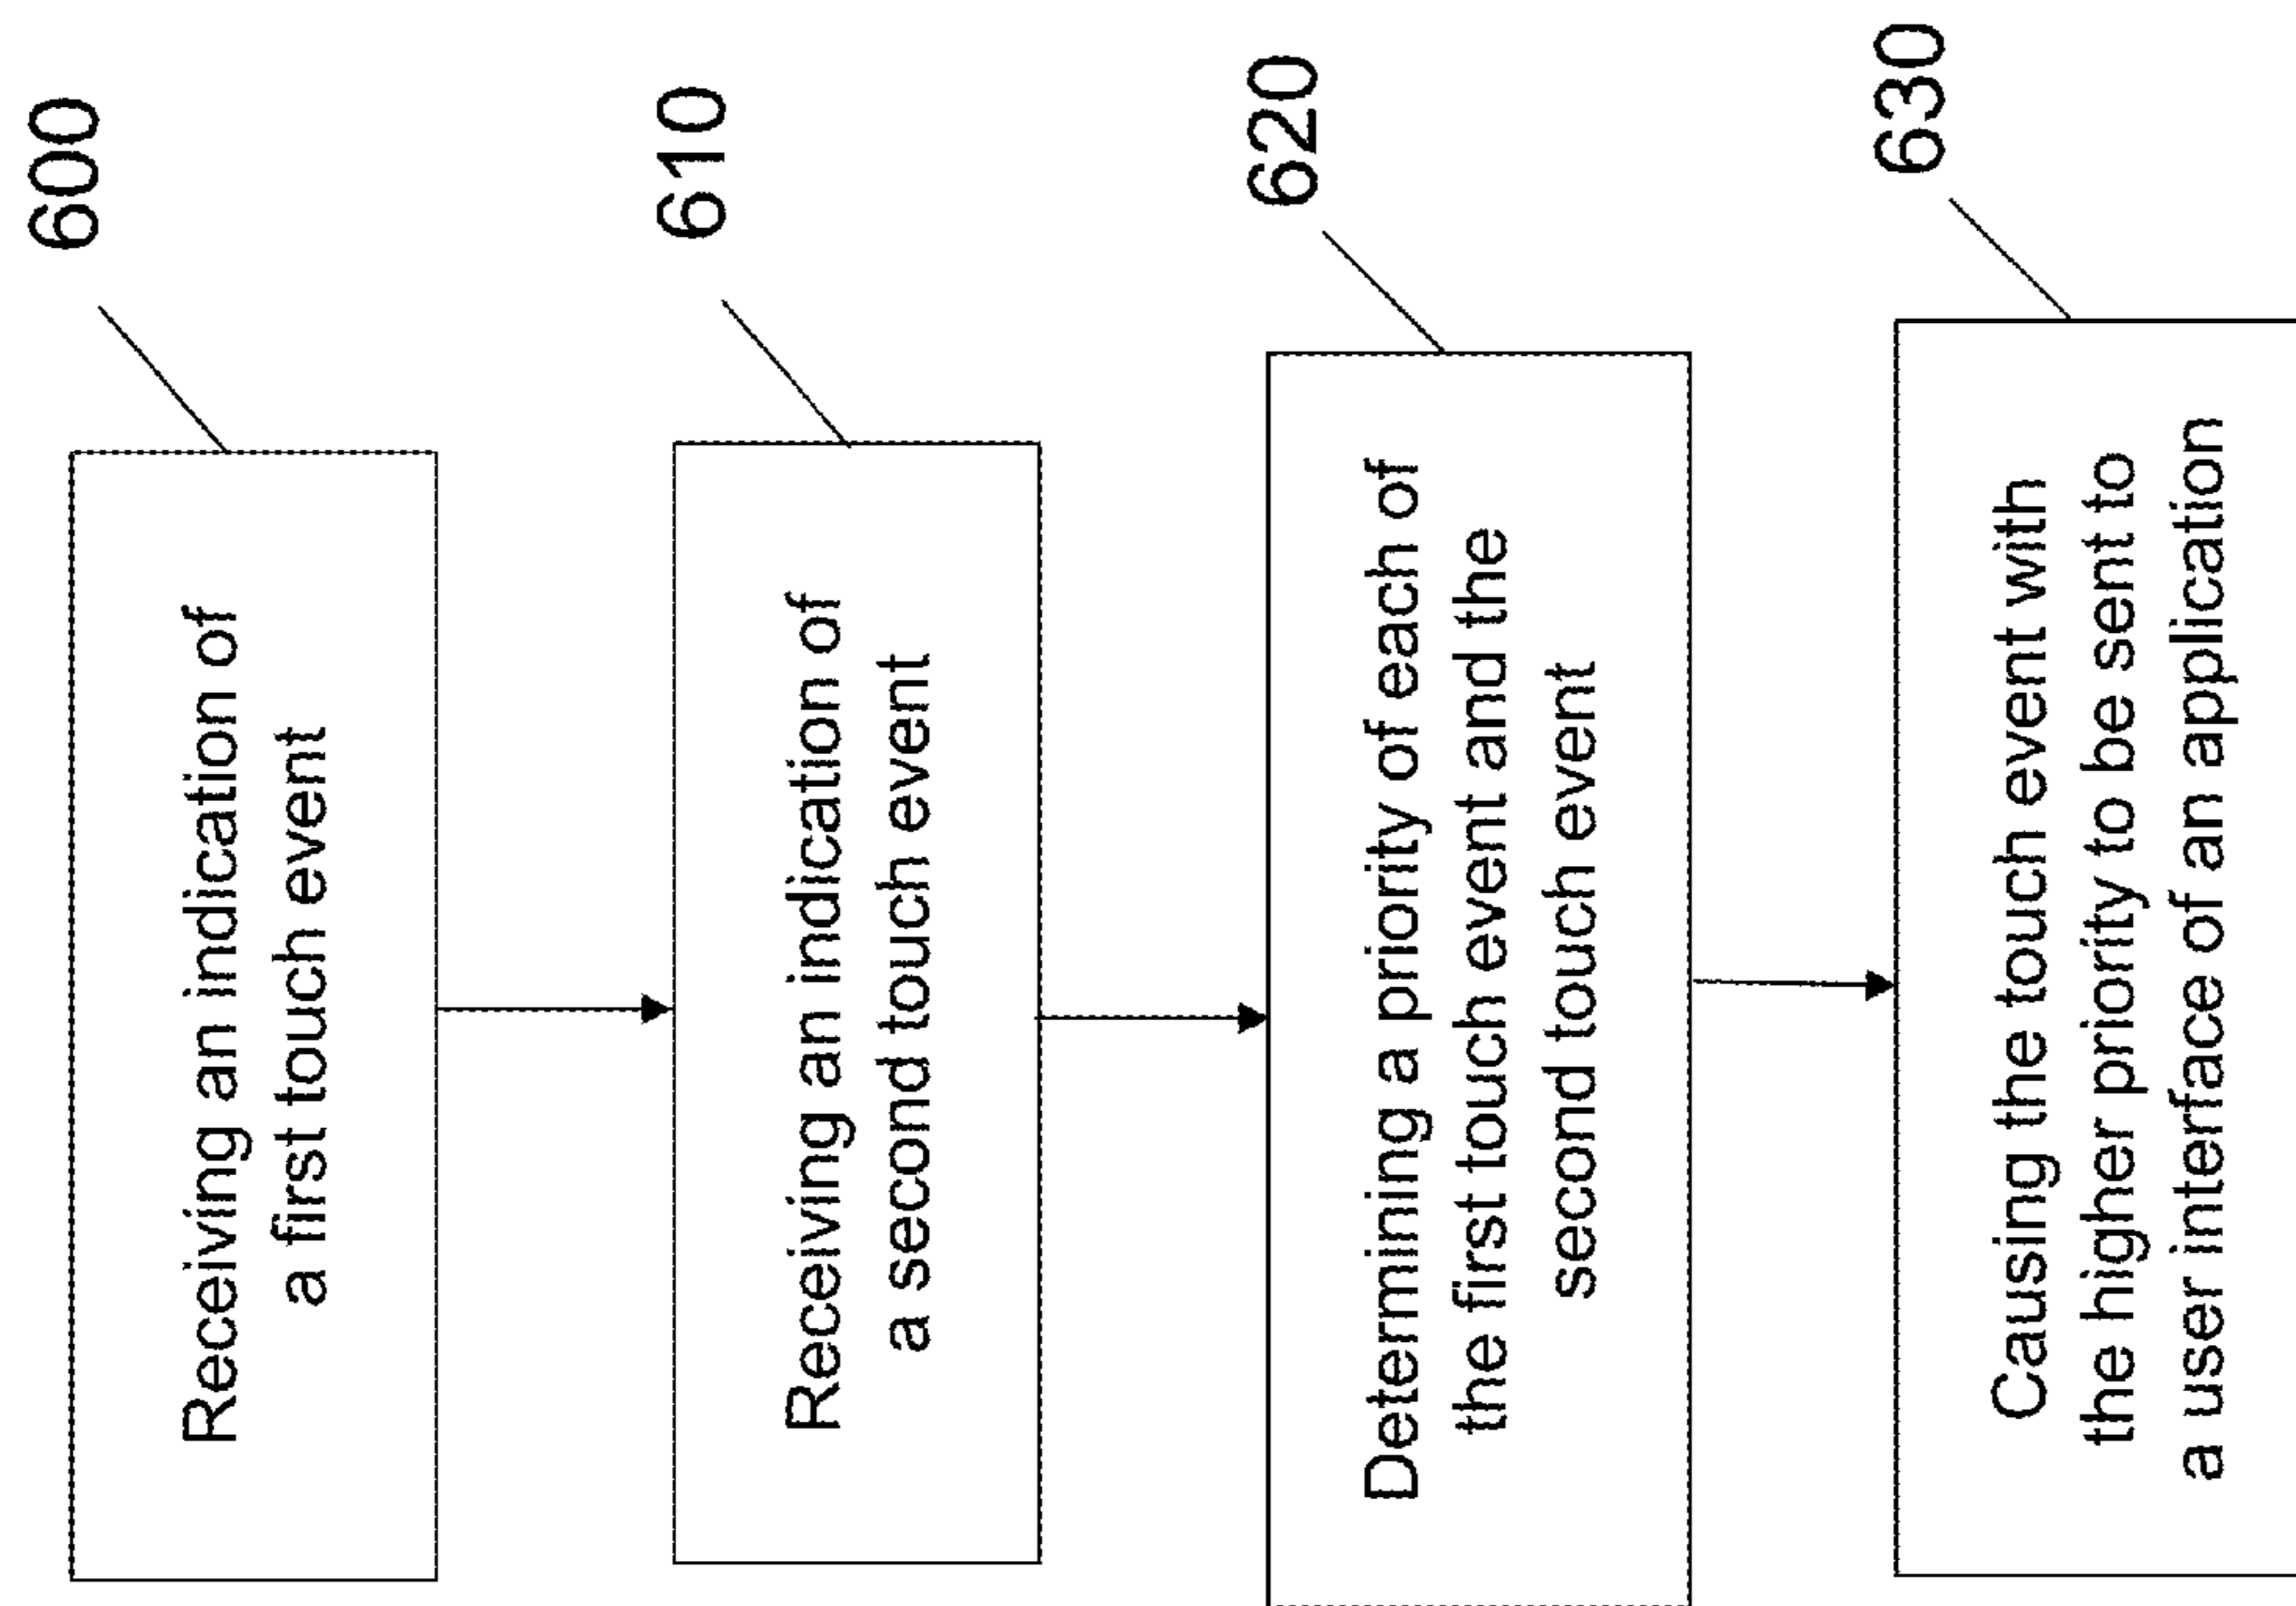 600
Receiving an indication of
a first touch event
610
Receiving an indication of
a second touch event
620
Determining a priority of each of
the first touch event and the
second touch event
630
Causing the touch event with
the higher priority to be sent to
a user interface of an application